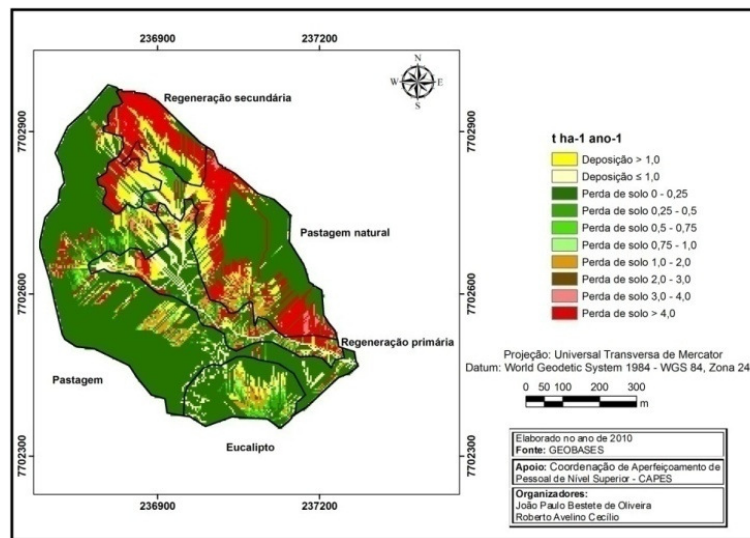 236900 237200
N
W E
S
7702900 7702900
Regeneração secundária
t ha-1 ano-1
Deposição > 1,0
Deposição ≤ 1,0
Perda de solo 0 - 0,25
Perda de solo 0,25 - 0,5
Perda de solo 0,5 - 0,75
Perda de solo 0,75 - 1,0
Perda de solo 1,0 - 2,0
Perda de solo 2,0 - 3,0
Perda de solo 3,0 - 4,0
Perda de solo > 4,0
Pastagem natural
7702600 7702600
Regeneração primária
Pastagem
Eucalipto
Projeção: Universal Transversa de Mercator
Datum: World Geodetic System 1984 - WGS 84, Zona 24
0 50 100 200 300
m
7702300 7702300
236900 237200
Elaborado no ano de 2010
Fonte: GEOBASES
Apoio: Coordenação de Aperfeiçoamento de
Pessoal de Nível Superior - CAPES
Organizadores:
João Paulo Bestete de Oliveira
Roberto Avelino Cecílio